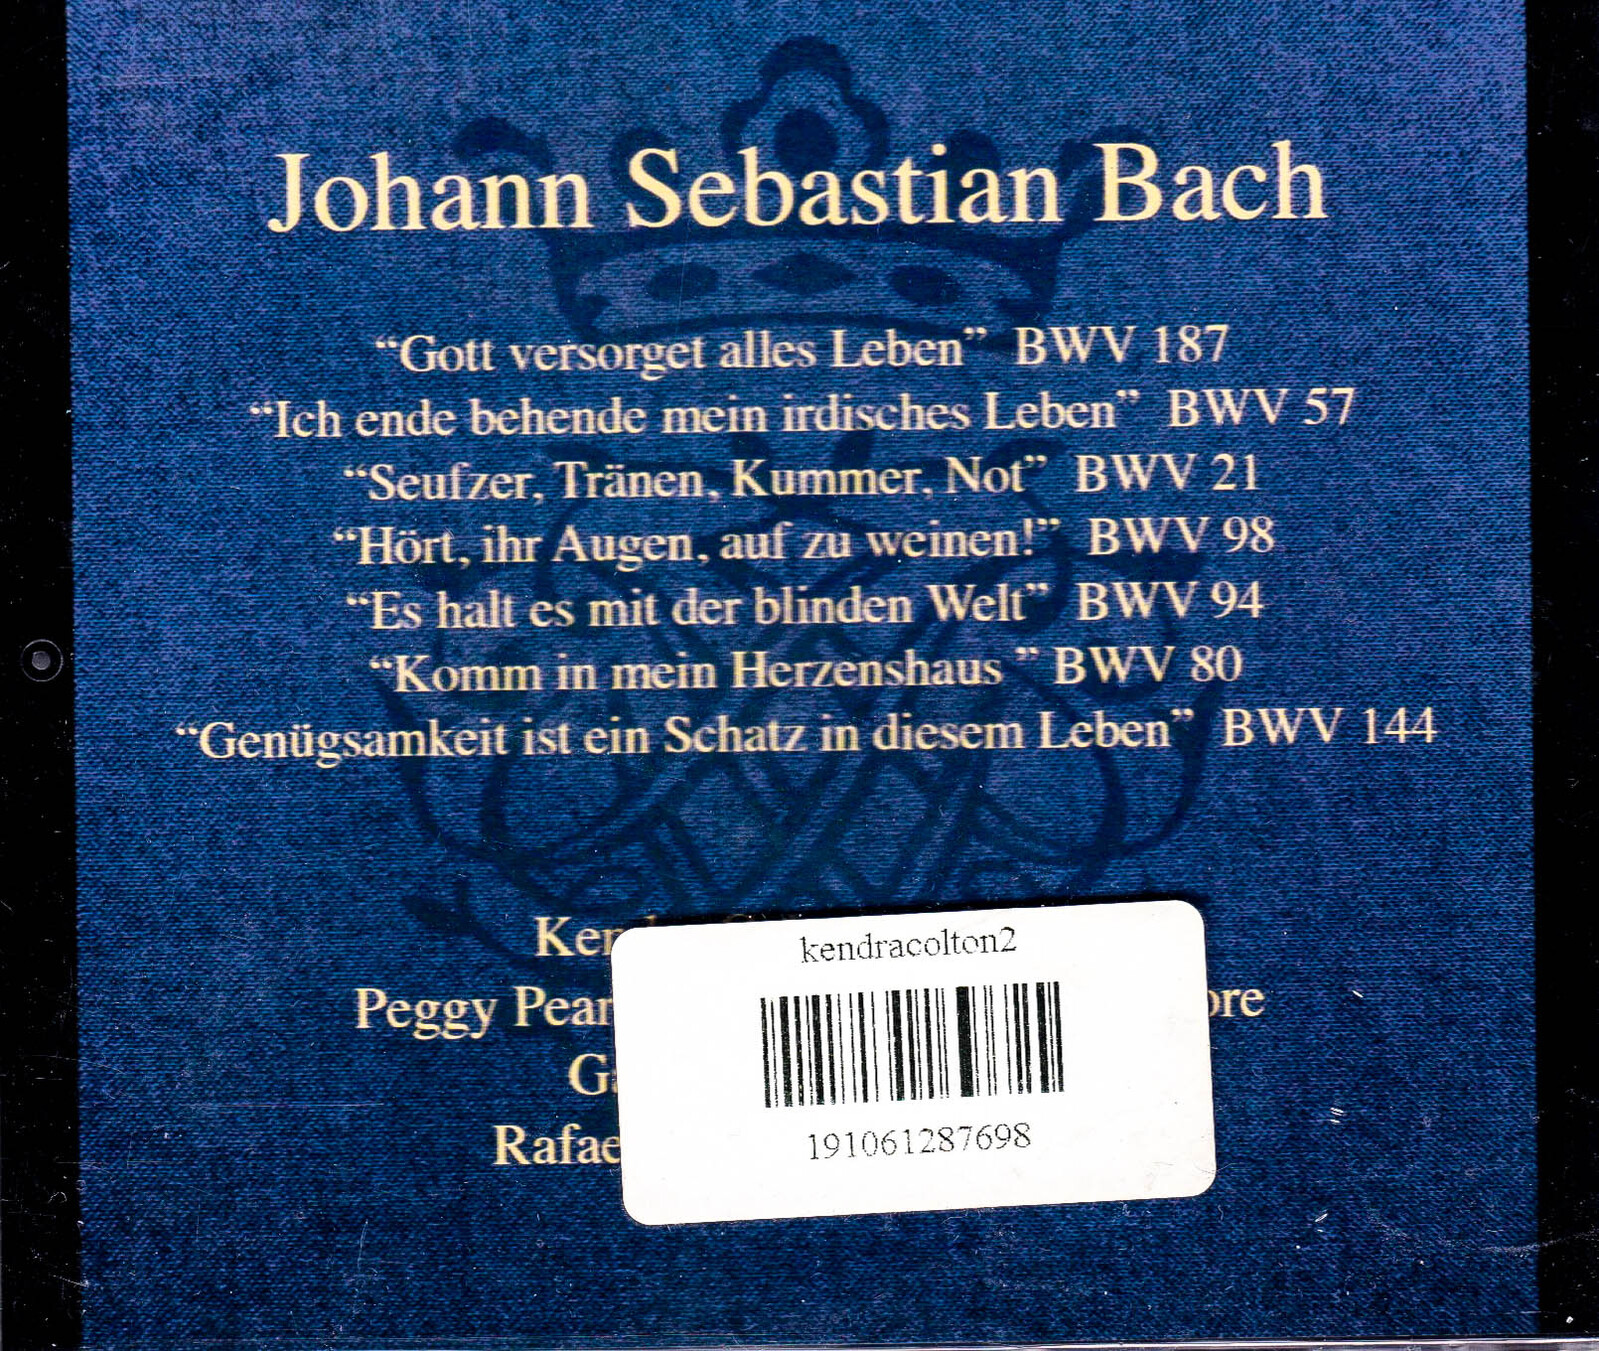 Johann Sebastian Bach
“Gott versorget alles Leben” BWV 187
“Ich ende behende mein irdisches Leben” BWV 57
“Seufzer, Tränen, Kummer, Not” BWV 21
“Hört, ihr Augen, auf zu weinen!” BWV 98
“Es halt es mit der blinden Welt” BWV 94
“Komm in mein Herzenshaus ” BWV 80
“Genügsamkeit ist ein Schatz in diesem Leben” BWV 144
Peggy
kendracolton2
191061287698